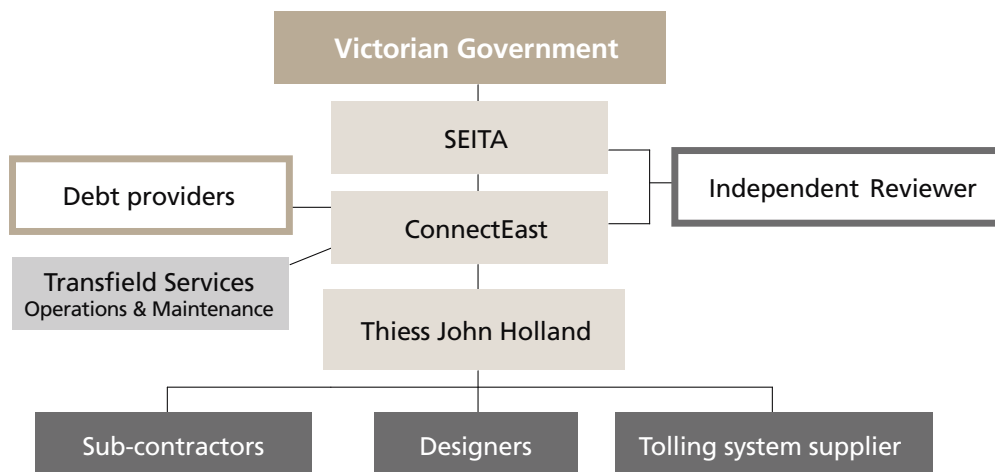 Victorian Government
SEITA
Debt providers
Independent Reviewer
ConnectEast
Transfield Services
Operations & Maintenance
Thiess John Holland
Sub-contractors
Designers
Tolling system supplier